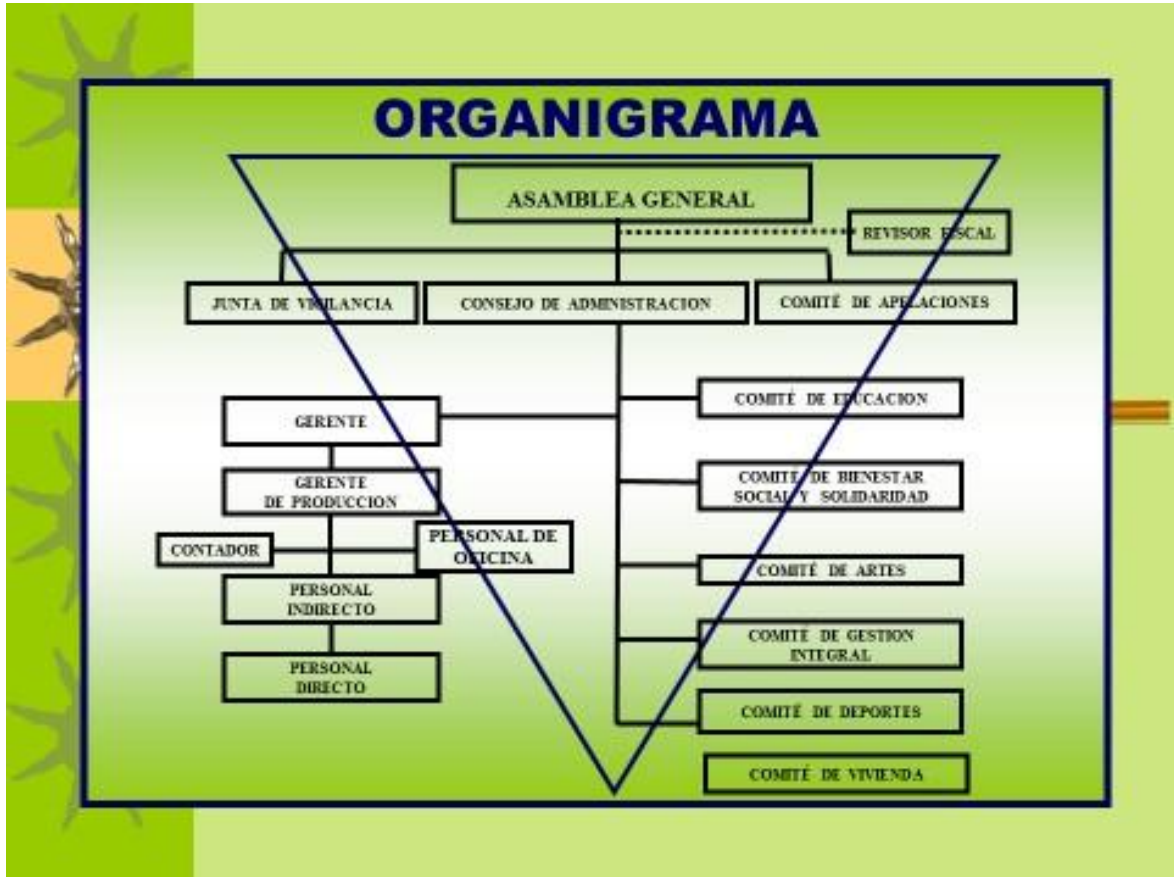 ORGANIGRAMA
ASAMBLEA GENERAL
REVISOR FISCAL
JUNTA DE VIGILANCIA
CONSEJO DE ADMINISTRACION
COMITÉ DE APELACIONES
GERENTE
GERENTE
DE PRODUCCION
CONTADOR
PERSONAL DE
OFICINA
PERSONAL
INDIRECTO
PERSONAL
DIRECTO
COMITÉ DE EDUCACION
COMITÉ DE BIENESTAR
SOCIAL Y SOLIDARIDAD
COMITÉ DE ARTES
COMITÉ DE GESTION
INTEGRAL
COMITÉ DE DEPORTES
COMITÉ DE VIVIENDA